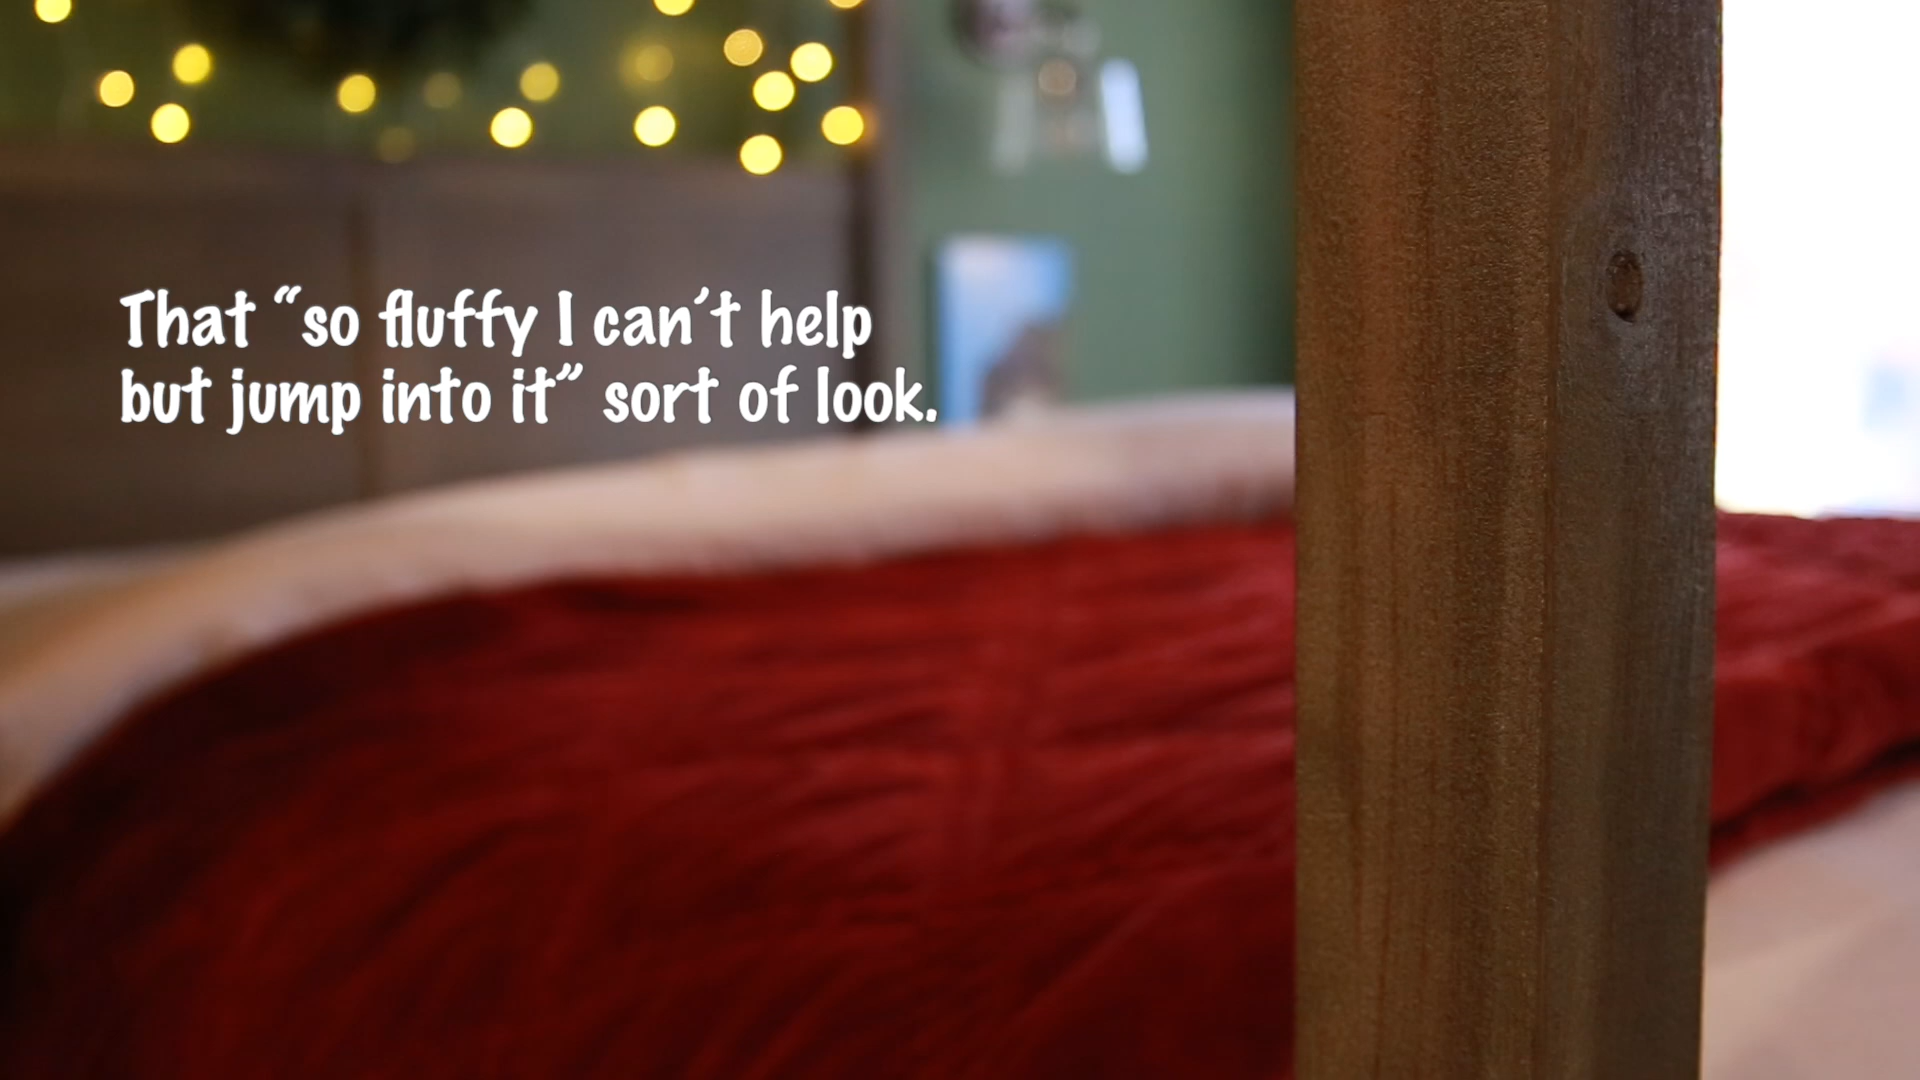 That “so fluffy I can’t help
but jump into it” sort of look.